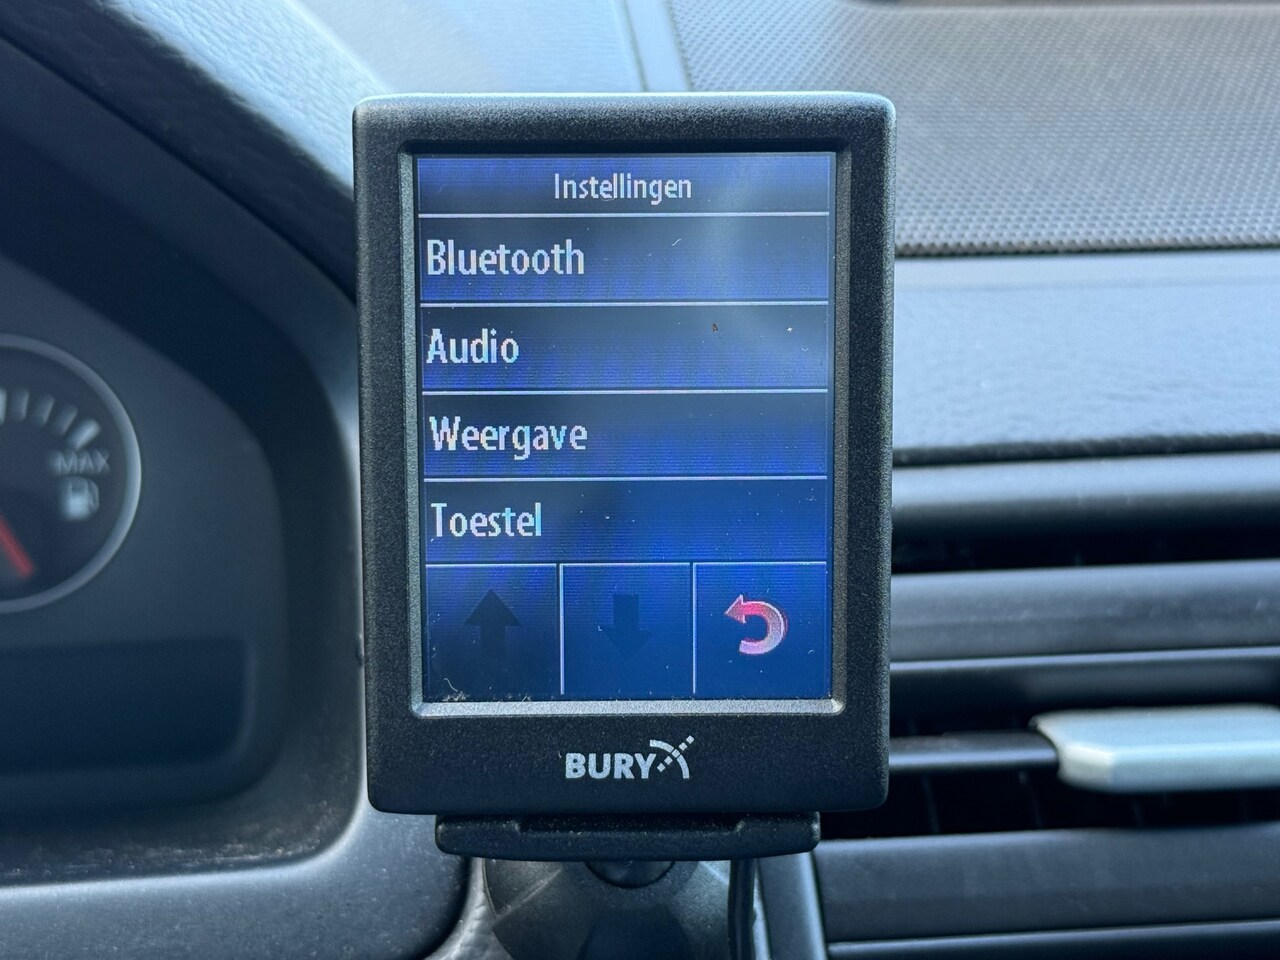 Instellingen
Bluetooth
Audio
Weergave
Toestel
BURY
MAX